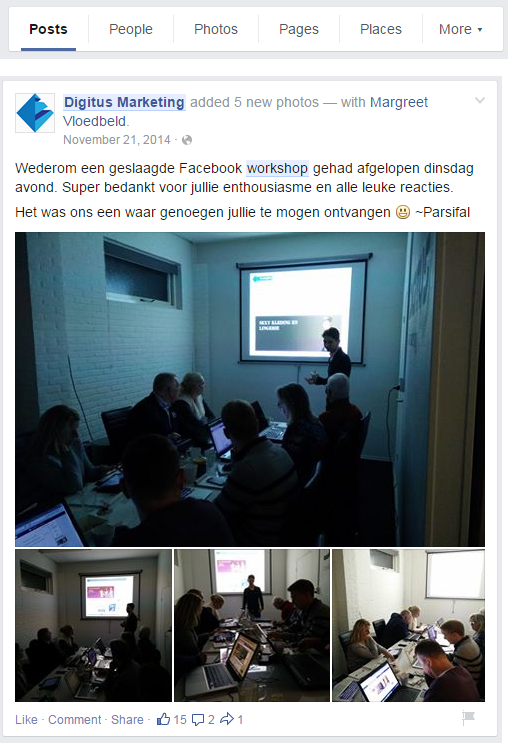 Posts People Photos Pages Places More
Digitus Marketing added 5 new photos — with Margreet
Vloedbeld.
November 21, 2014 ·
Wederom een geslaagde Facebook workshop gehad afgelopen dinsdag
avond. Super bedankt voor jullie enthousiasme en alle leuke reacties.
Het was ons een waar genoegen jullie te mogen ontvangen 😃 ~Parsifal
SEXY KLEDING EN
LINGERIE
Like · Comment · Share · 15 2 1